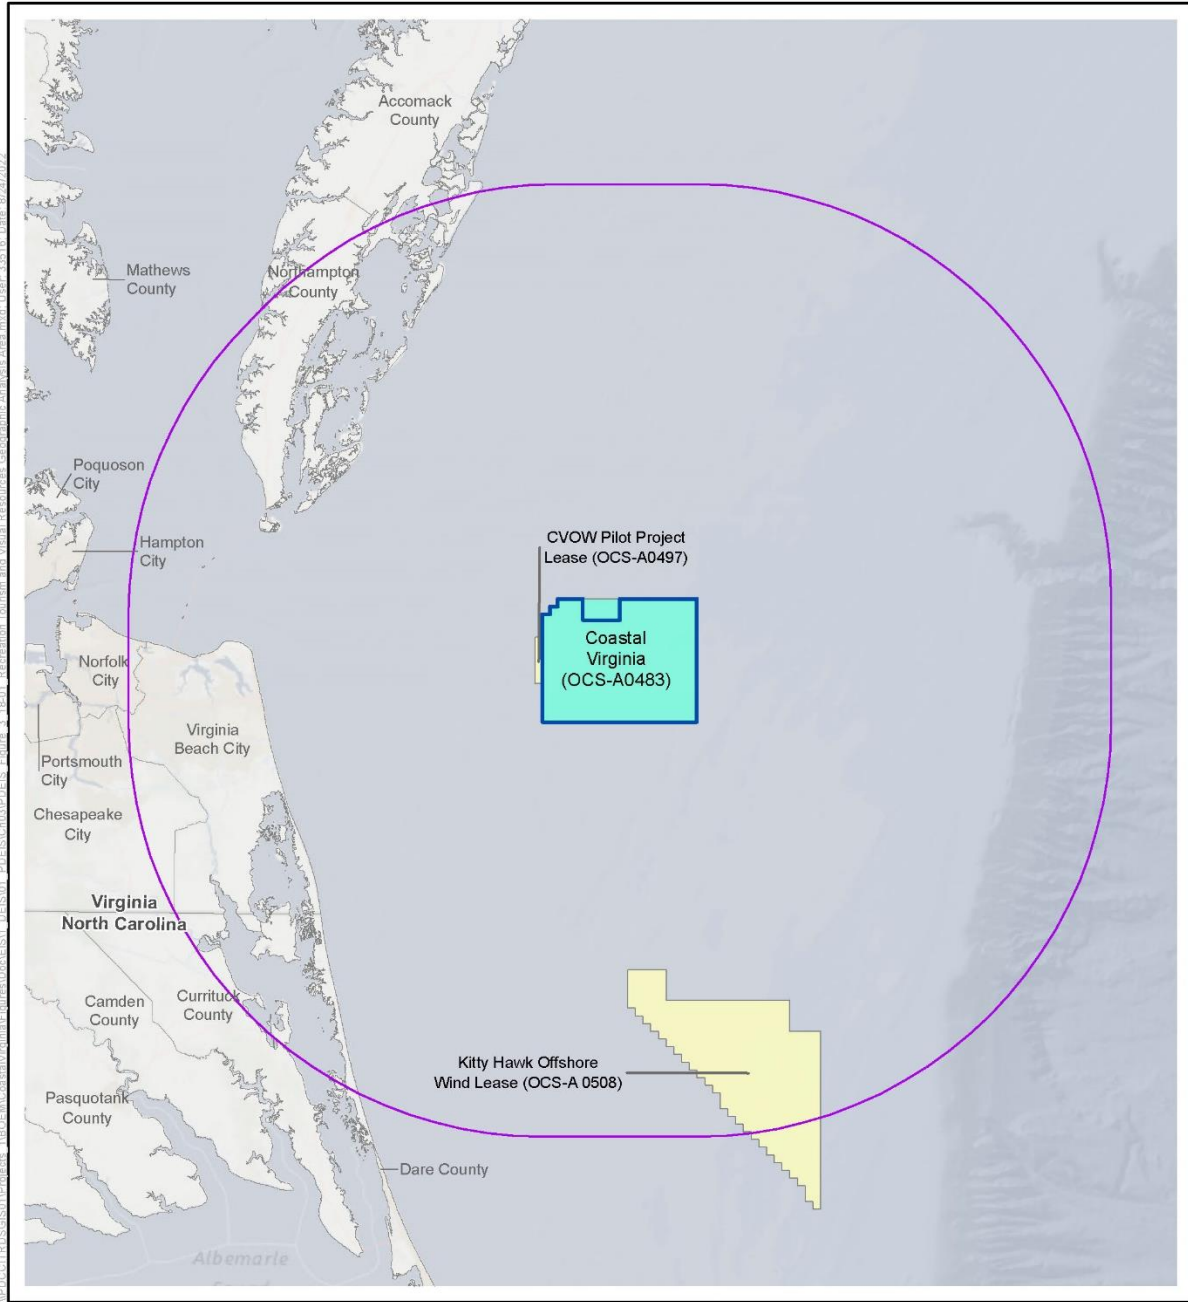 Accomack
County
Mathews
County
Northampton
County
Poquoson
City
Hampton
City
CVOW Pilot Project
Lease (OCS-A0497)
Coastal
Virginia
(OCS-A0483)
Norfolk
City
Virginia
Beach City
Portsmouth
City
Chesapeake
City
Virginia
North Carolina
Camden
County
Currituck
County
Kitty Hawk Offshore
Wind Lease (OCS-A 0508)
Pasquotank
County
Dare County
Albemarle